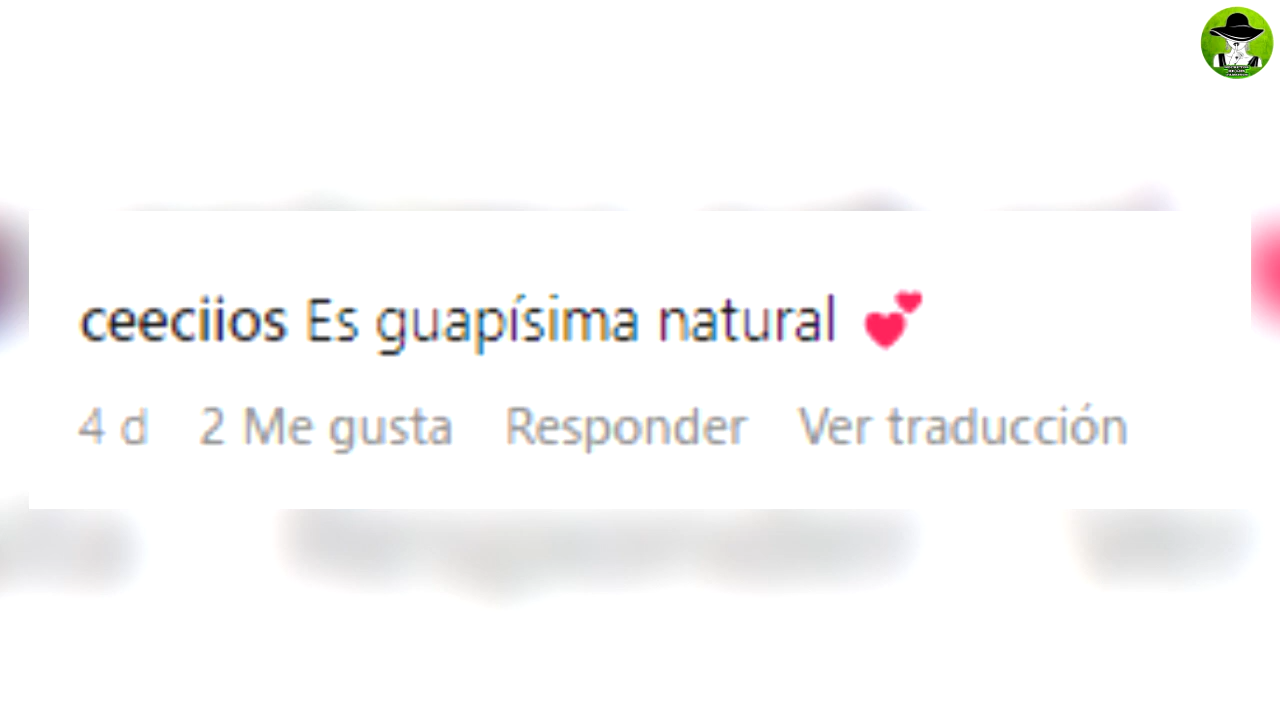 ceeciios Es guapísima natural 💕
4 d 2 Me gusta Responder Ver traducción